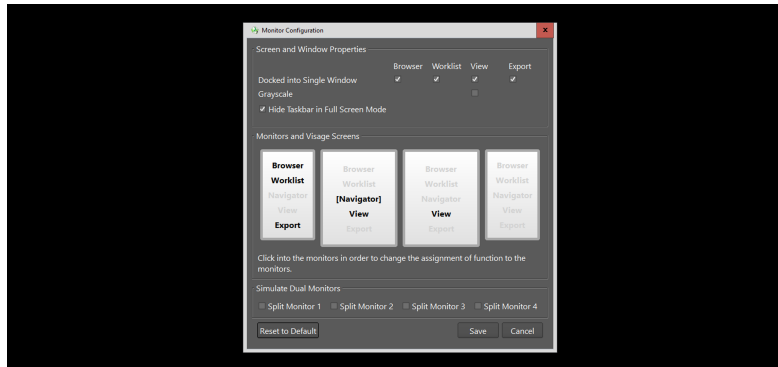 Monitor Configuration
x
Screen and Window Properties
Browser Worklist View Export
Docked into Single Window
Grayscale
Hide Taskbar in Full Screen Mode
Monitors and Visage Screens
Browser
Worklist
Navigator
View
Export
Browser
Worklist
[Navigator]
View
Export
Browser
Worklist
Navigator
View
Export
Browser
Worklist
Navigator
View
Export
Click into the monitors in order to change the assignment of function to the
monitors.
Simulate Dual Monitors
Split Monitor 1 Split Monitor 2 Split Monitor 3 Split Monitor 4
Reset to Default Save Cancel